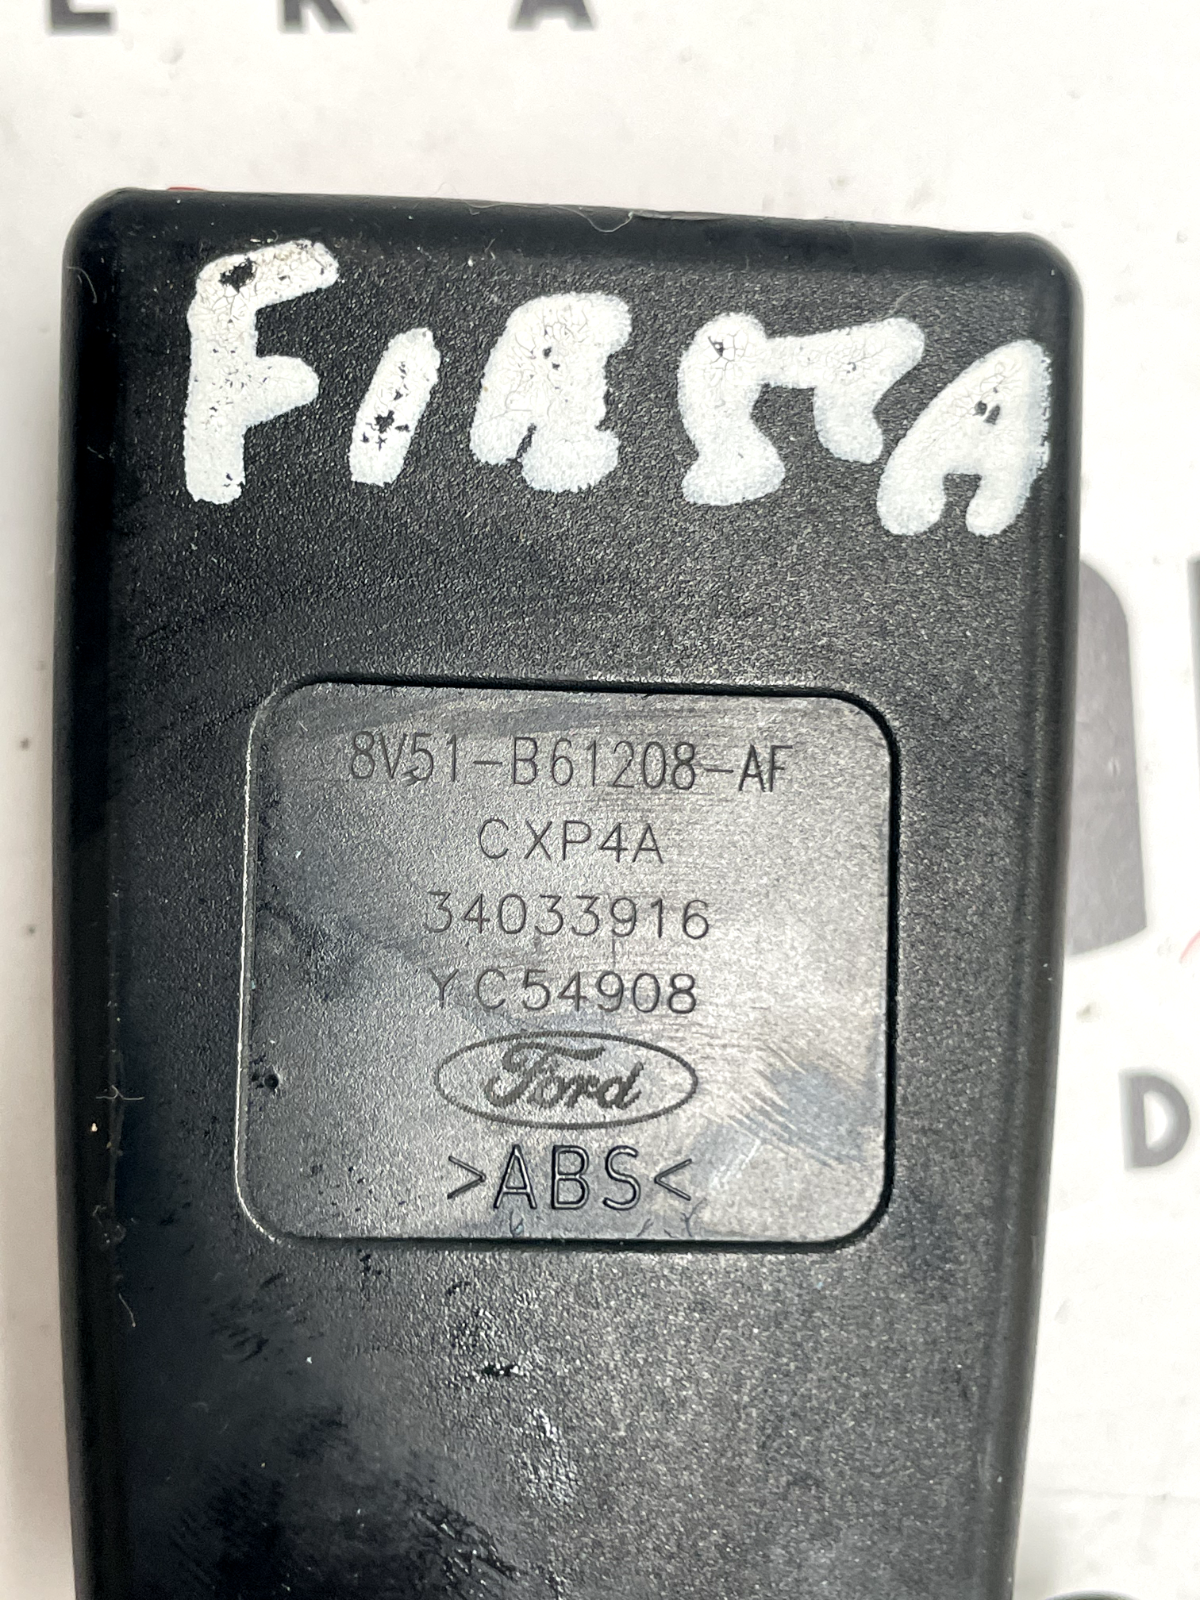 FIESTA
8V51-B61208-AF
CXP4A
34033916
YC54908
Ford
>ABS<
D